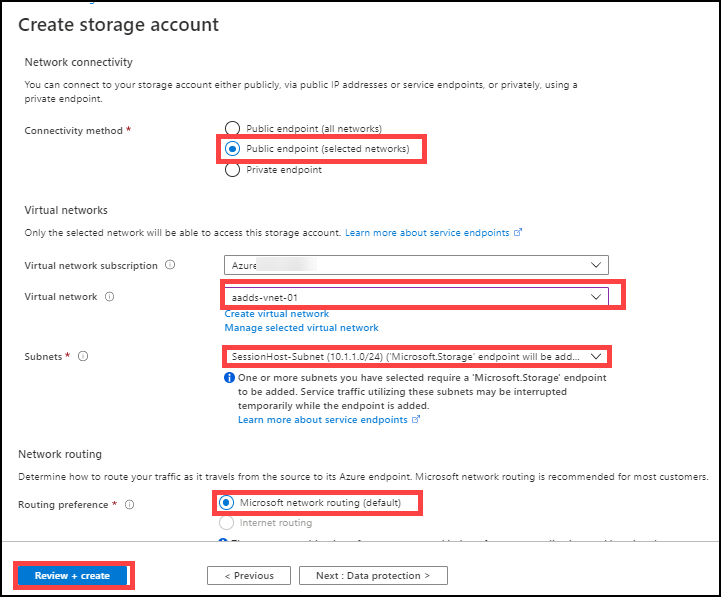 Create storage account
Network connectivity
You can connect to your storage account either publicly, via public IP addresses or service endpoints, or privately, using a
private endpoint.
Connectivity method *
Public endpoint (all networks)
Public endpoint (selected networks)
Private endpoint
Virtual networks
Only the selected network will be able to access this storage account. Learn more about service endpoints
Virtual network subscription
Azure
Virtual network
aadds-vnet-01
Create virtual network
Manage selected virtual network
Subnets *
SessionHost-Subnet (10.1.1.0/24) ('Microsoft.Storage' endpoint will be add...
One or more subnets you have selected require a 'Microsoft.Storage' endpoint
to be added. Service traffic utilizing these subnets may be interrupted
temporarily while the endpoint is added.
Learn more about service endpoints
Network routing
Determine how to route your traffic as it travels from the source to its Azure endpoint. Microsoft network routing is recommended for most customers.
Routing preference *
Microsoft network routing (default)
Internet routing
Review + create
< Previous
Next : Data protection >